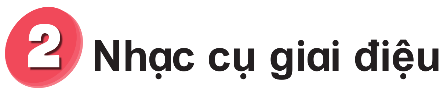 2 Nhạc cụ giai điệu